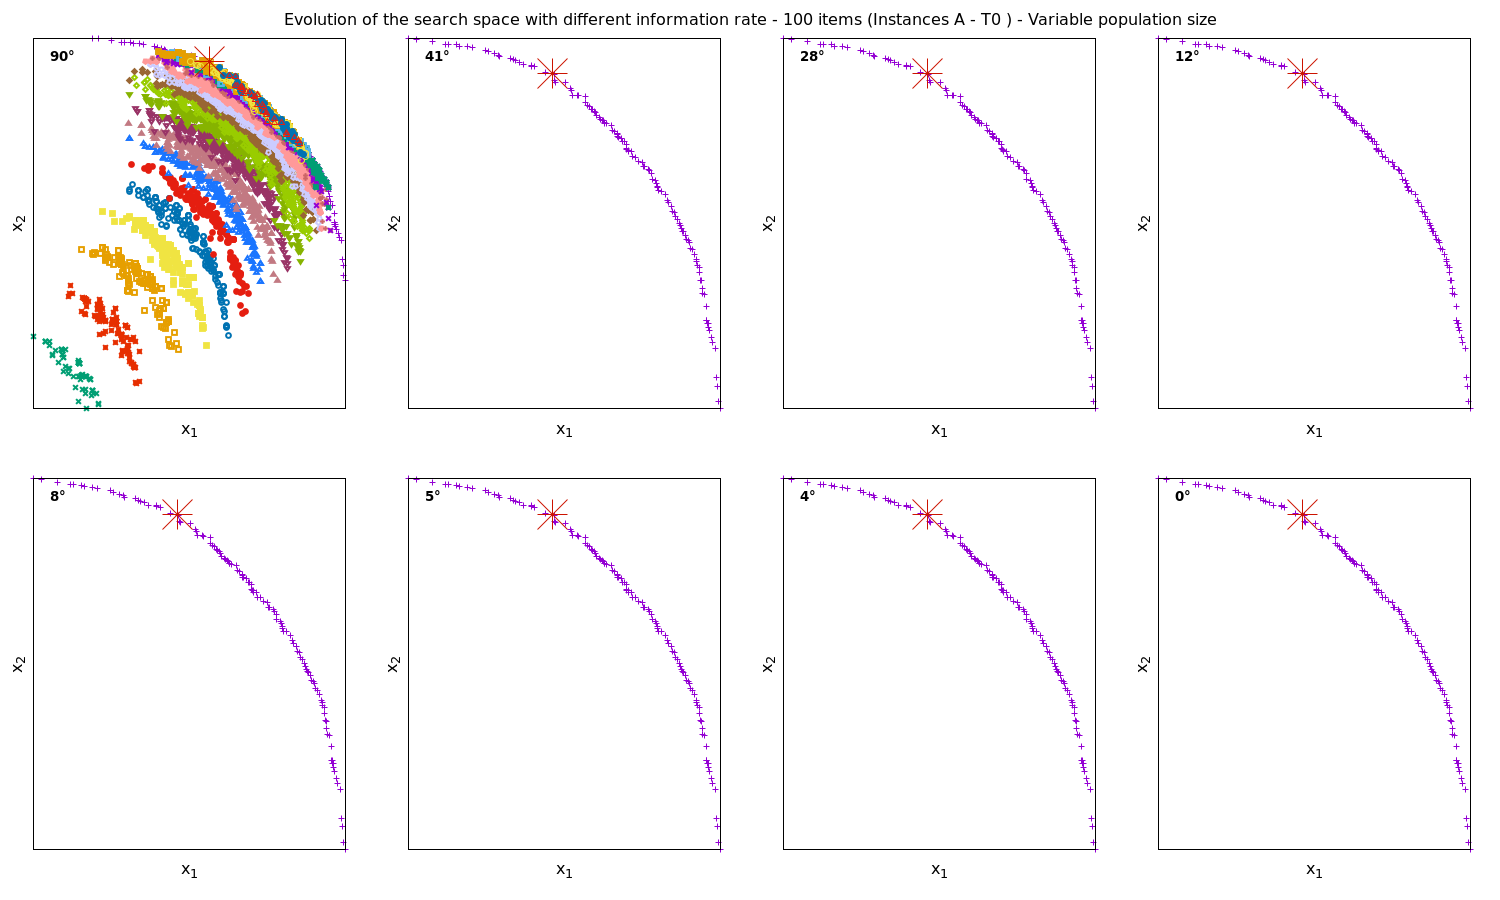 Evolution of the search space with different information rate - 100 items (Instances A - T0 ) - Variable population size
90°
41°
28°
12°
x2
x2
x2
x2
x1
x1
x1
x1
8°
5°
4°
0°
x2
x2
x2
x2
x1
x1
x1
x1